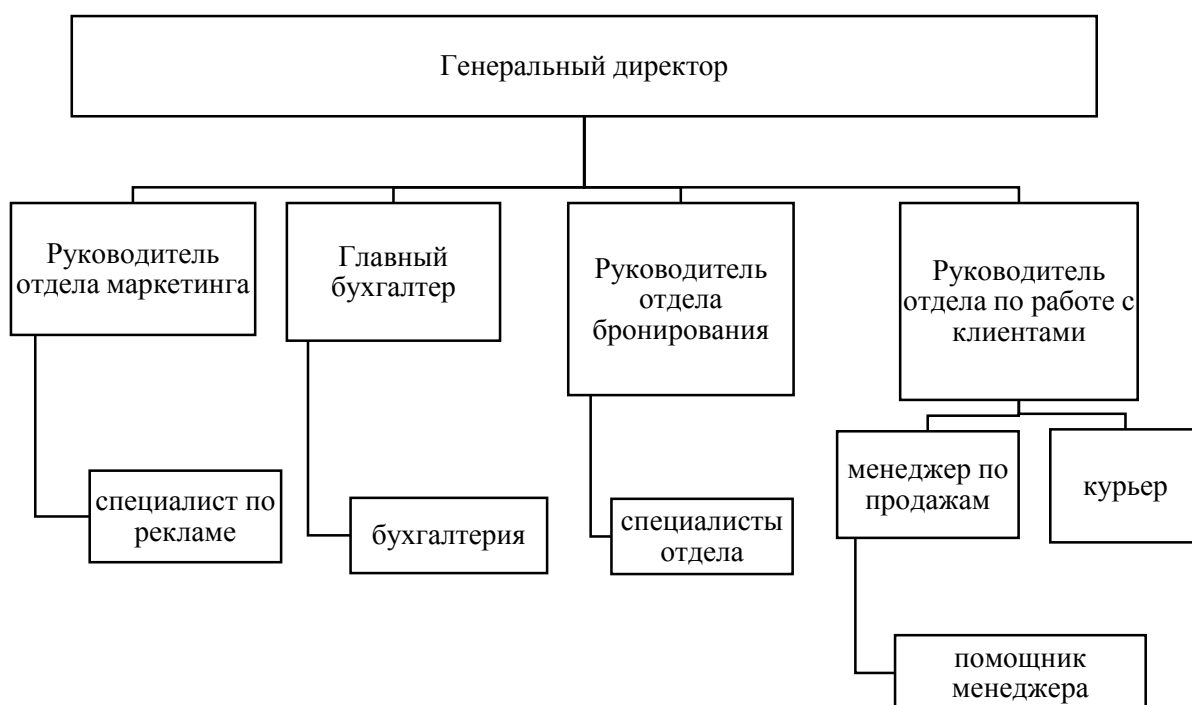 Генеральный директор
Руководитель
отдела маркетинга
Главный
бухгалтер
Руководитель
отдела
бронирования
Руководитель
отдела по работе с
клиентами
специалист по
рекламе
бухгалтерия
специалисты
отдела
менеджер по
продажам
курьер
помощник
менеджера